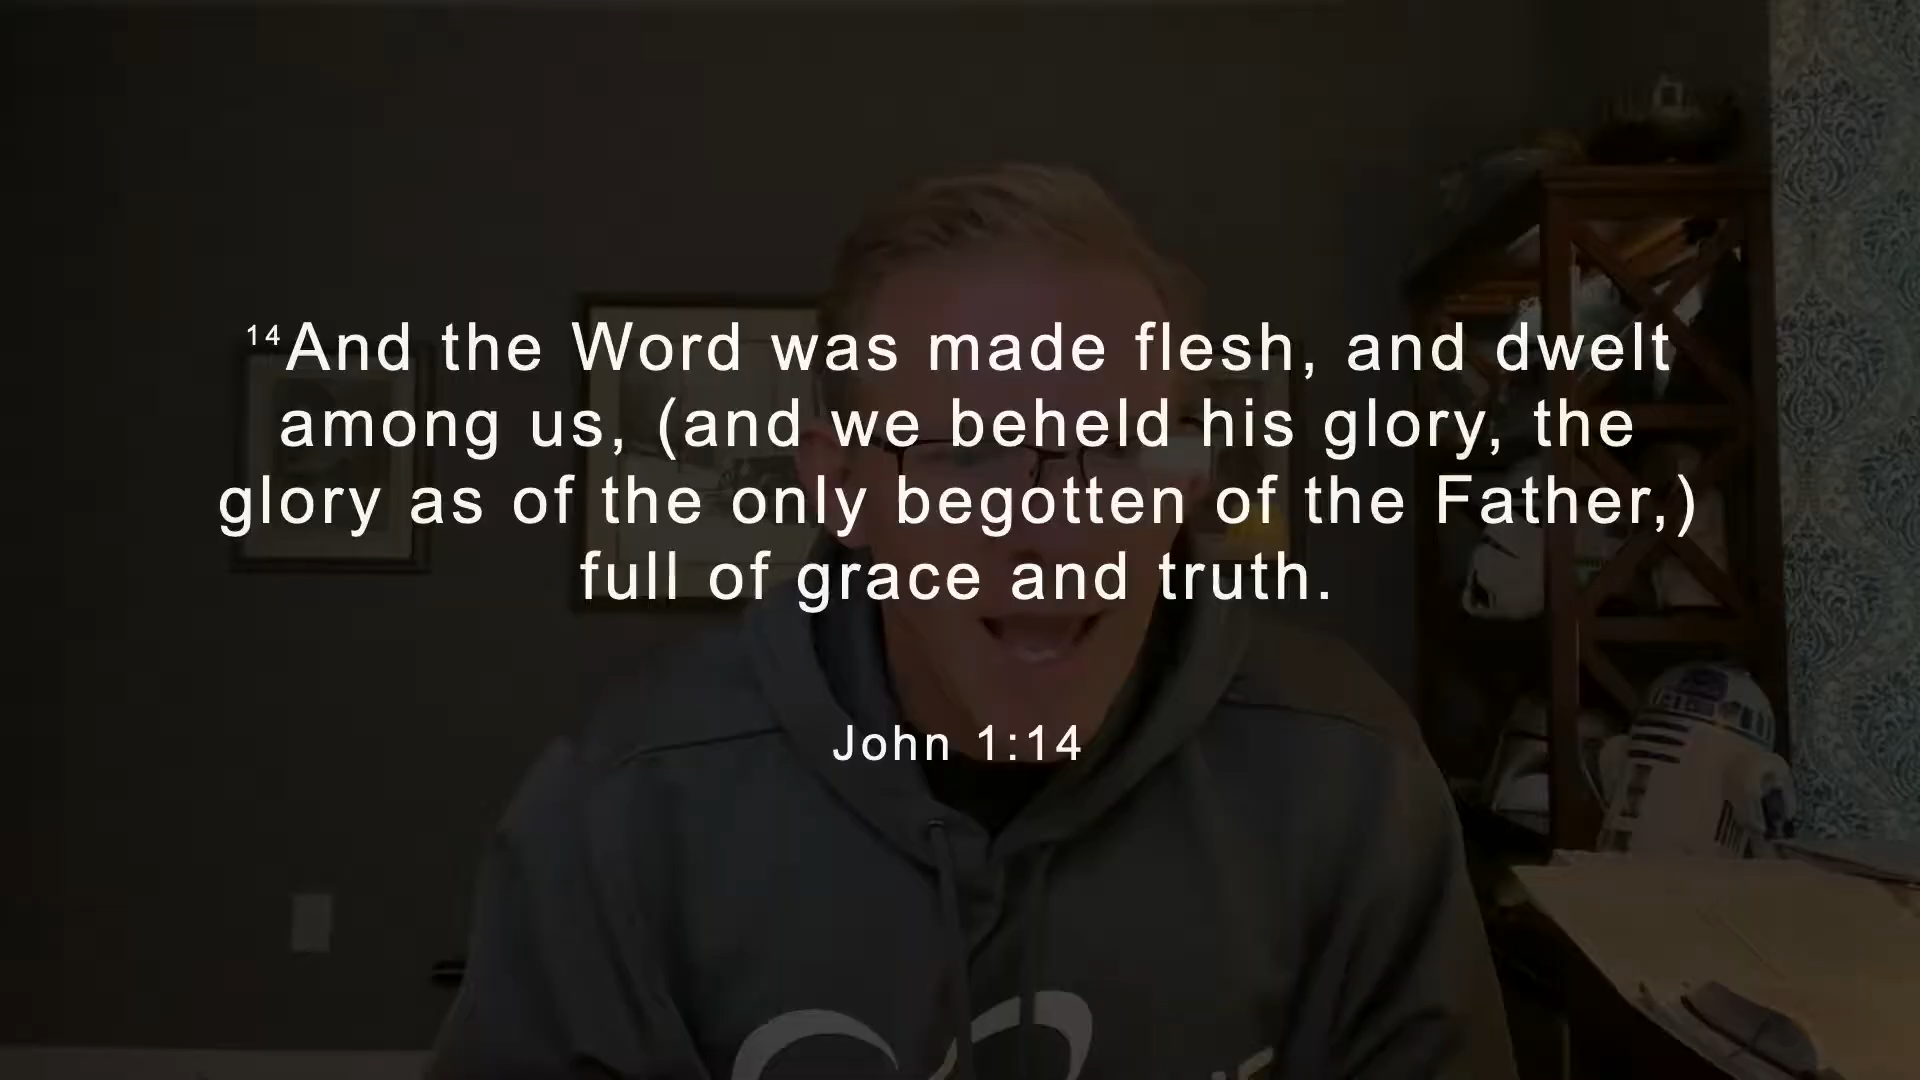 14And the Word was made flesh, and dwelt
among us, (and we beheld his glory, the
glory as of the only begotten of the Father,)
full of grace and truth.
John 1:14